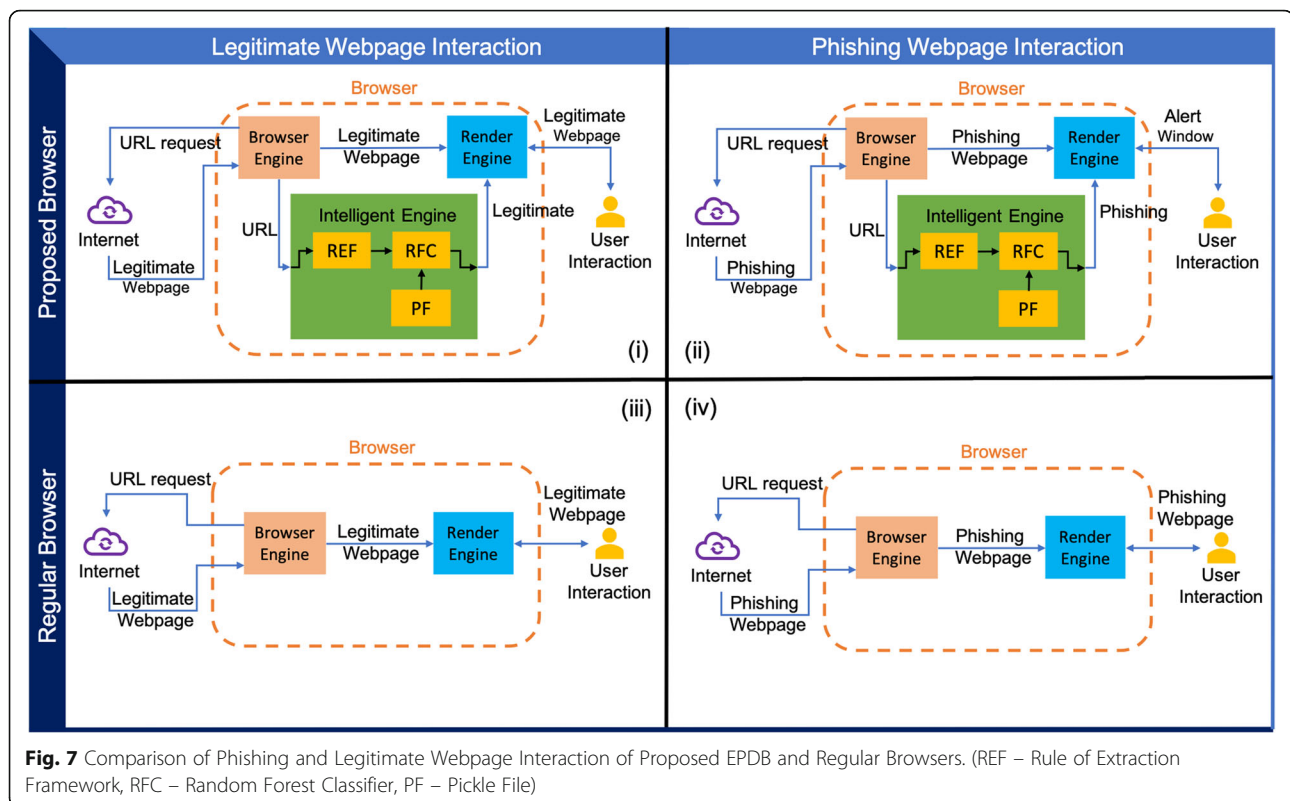 Legitimate Webpage Interaction
Phishing Webpage Interaction
Proposed Browser
Browser
URL request
Browser
Engine
Legitimate
Webpage
Render
Engine
Legitimate
Webpage
Internet
Legitimate
Webpage
URL
Intelligent Engine
REF
RFC
PF
Legitimate
User
Interaction
(i)
Browser
URL request
Browser
Engine
Phishing
Webpage
Render
Engine
Alert
Window
Internet
Phishing
Webpage
URL
Intelligent Engine
REF
RFC
PF
Phishing
User
Interaction
(ii)
Regular Browser
(iii)
Browser
URL request
Browser
Engine
Legitimate
Webpage
Render
Engine
Legitimate
Webpage
Internet
Legitimate
Webpage
User
Interaction
(iv)
Browser
URL request
Browser
Engine
Phishing
Webpage
Render
Engine
Phishing
Webpage
Internet
Phishing
Webpage
User
Interaction
Fig. 7 Comparison of Phishing and Legitimate Webpage Interaction of Proposed EPDB and Regular Browsers. (REF – Rule of Extraction
Framework, RFC – Random Forest Classifier, PF – Pickle File)